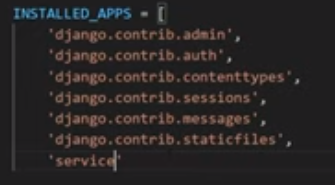 INSTALLED_APPS = [
'django.contrib.admin',
'django.contrib.auth',
'django.contrib.contenttypes',
'django.contrib.sessions',
'django.contrib.messages',
'django.contrib.staticfiles',
'service'